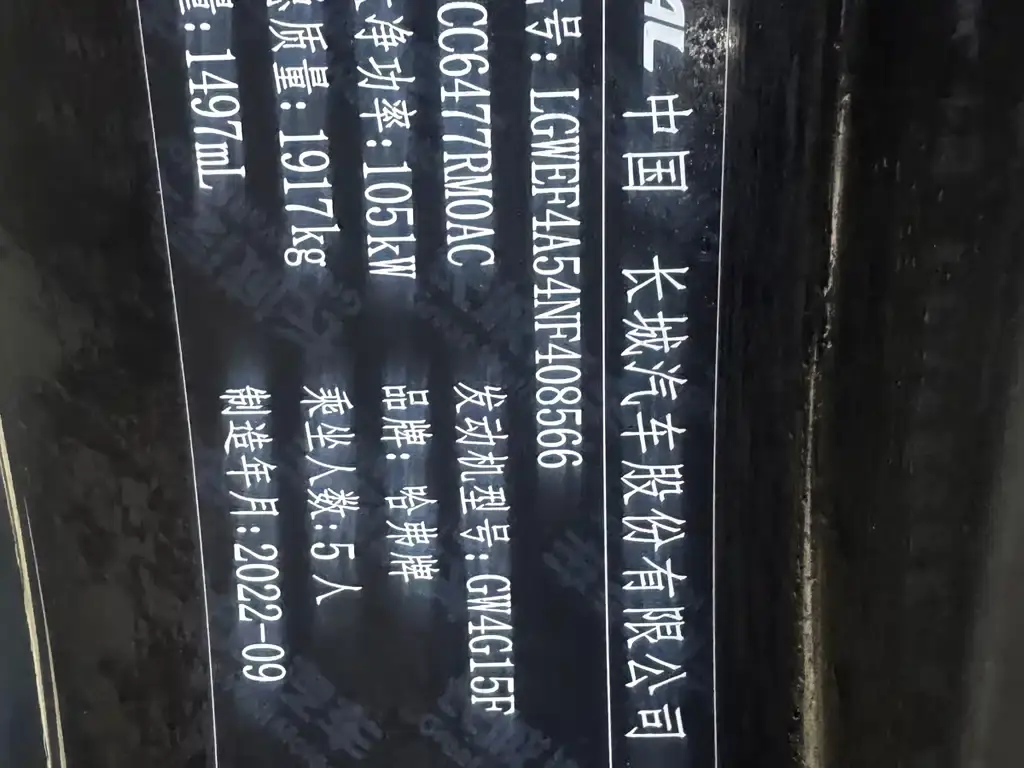 AL 中国 长城汽车股份有限公司
号: LGWEF4A54NF408566
CC6477RM0AC 发动机型号: GW4G15F
净功率: 105kW 品牌: 哈弗牌
质量: 1917kg 乘坐人数: 5人
量: 1497mL 制造年月: 2022-09